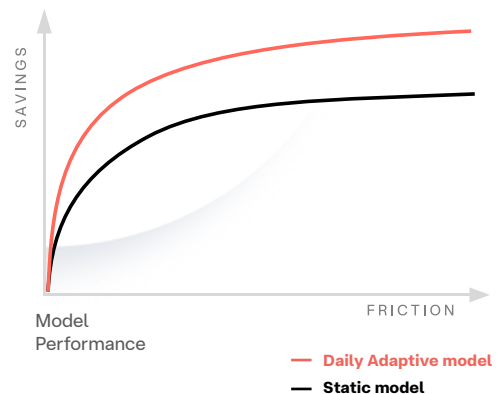 SAVINGS
FRICTION
Model
Performance
Daily Adaptive model
Static model